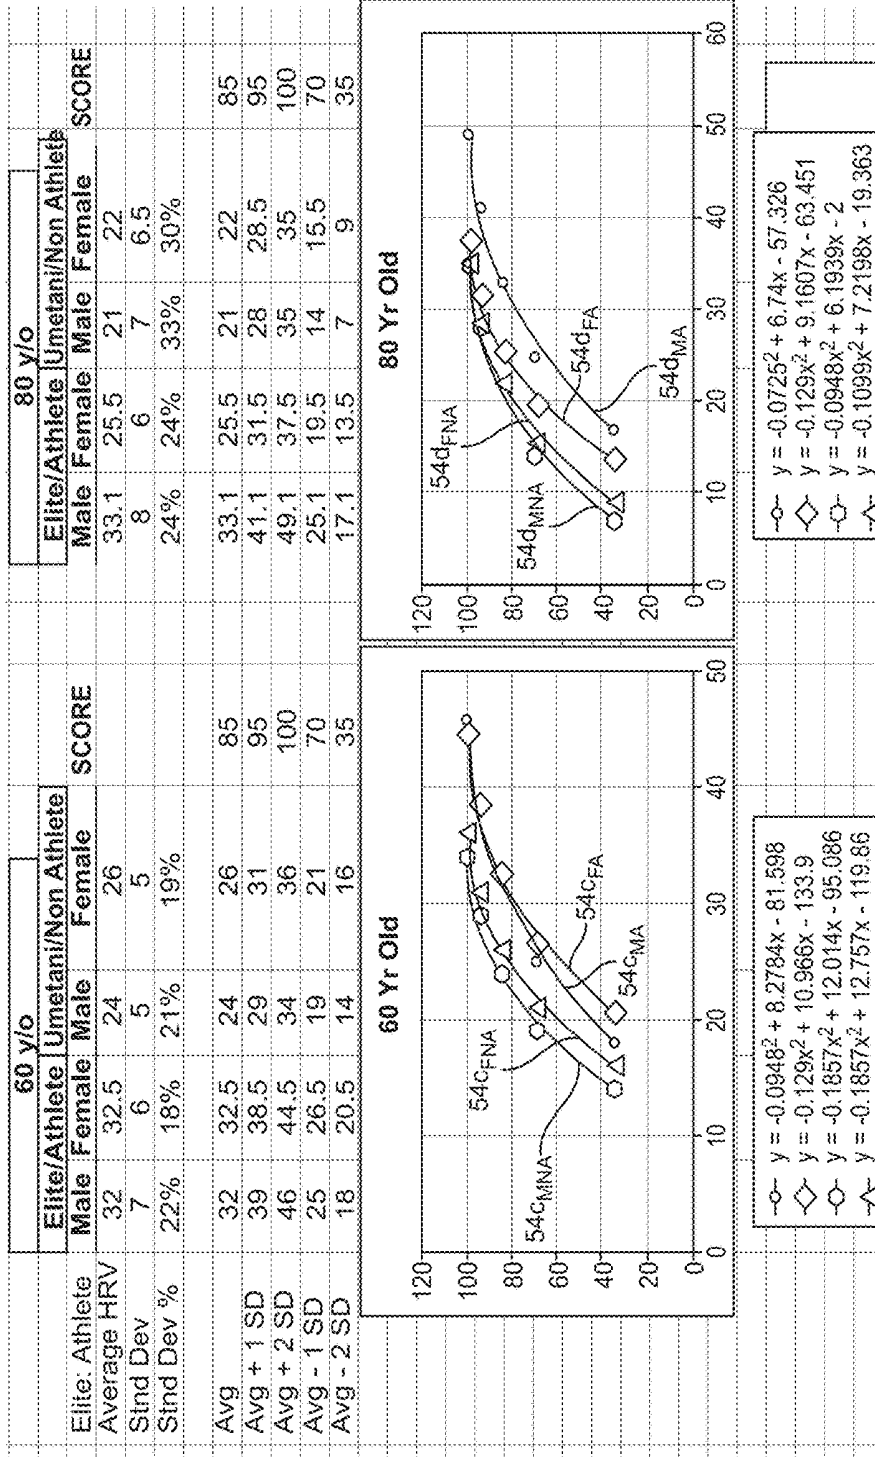 60 y/o 80 y/o
Elite/Athlete Umetani/Non Athlete Elite/Athlete Umetani/Non Athlete
Elite: Athlete Male Female Male Female SCORE Male Female Male Female SCORE
Average HRV 32 32.5 24 26 33.1 25.5 21 22
Stnd Dev 7 6 5 5 8 6 7 6.5
Stnd Dev % 22% 18% 21% 19% 24% 24% 33% 30%
Avg 32 32.5 24 26 85 33.1 25.5 21 22 85
Avg + 1 SD 39 38.5 29 31 95 41.1 31.5 28 28.5 95
Avg + 2 SD 46 44.5 34 36 100 49.1 37.5 35 35 100
Avg - 1 SD 25 26.5 19 21 70 25.1 19.5 14 15.5 70
Avg - 2 SD 18 20.5 14 16 35 17.1 13.5 7 9 35
60 Yr Old
120
100
80
60
40
20
0
0 10 20 30 40 50
54cMNA
54cFNA
54cMA
54cFA
y = -0.0948² + 8.2784x - 81.598
y = -0.129x² + 10.966x - 133.9
y = -0.1857x² + 12.014x - 95.086
y = -0.1857x² + 12.757x - 119.86
80 Yr Old
120
100
80
60
40
20
0
0 10 20 30 40 50 60
54dMNA
54dFNA
54dFA
54dMA
y = -0.0725² + 6.74x - 57.326
y = -0.129x² + 9.1607x - 63.451
y = -0.0948x² + 6.1939x - 2
y = -0.1099x² + 7.2198x - 19.363